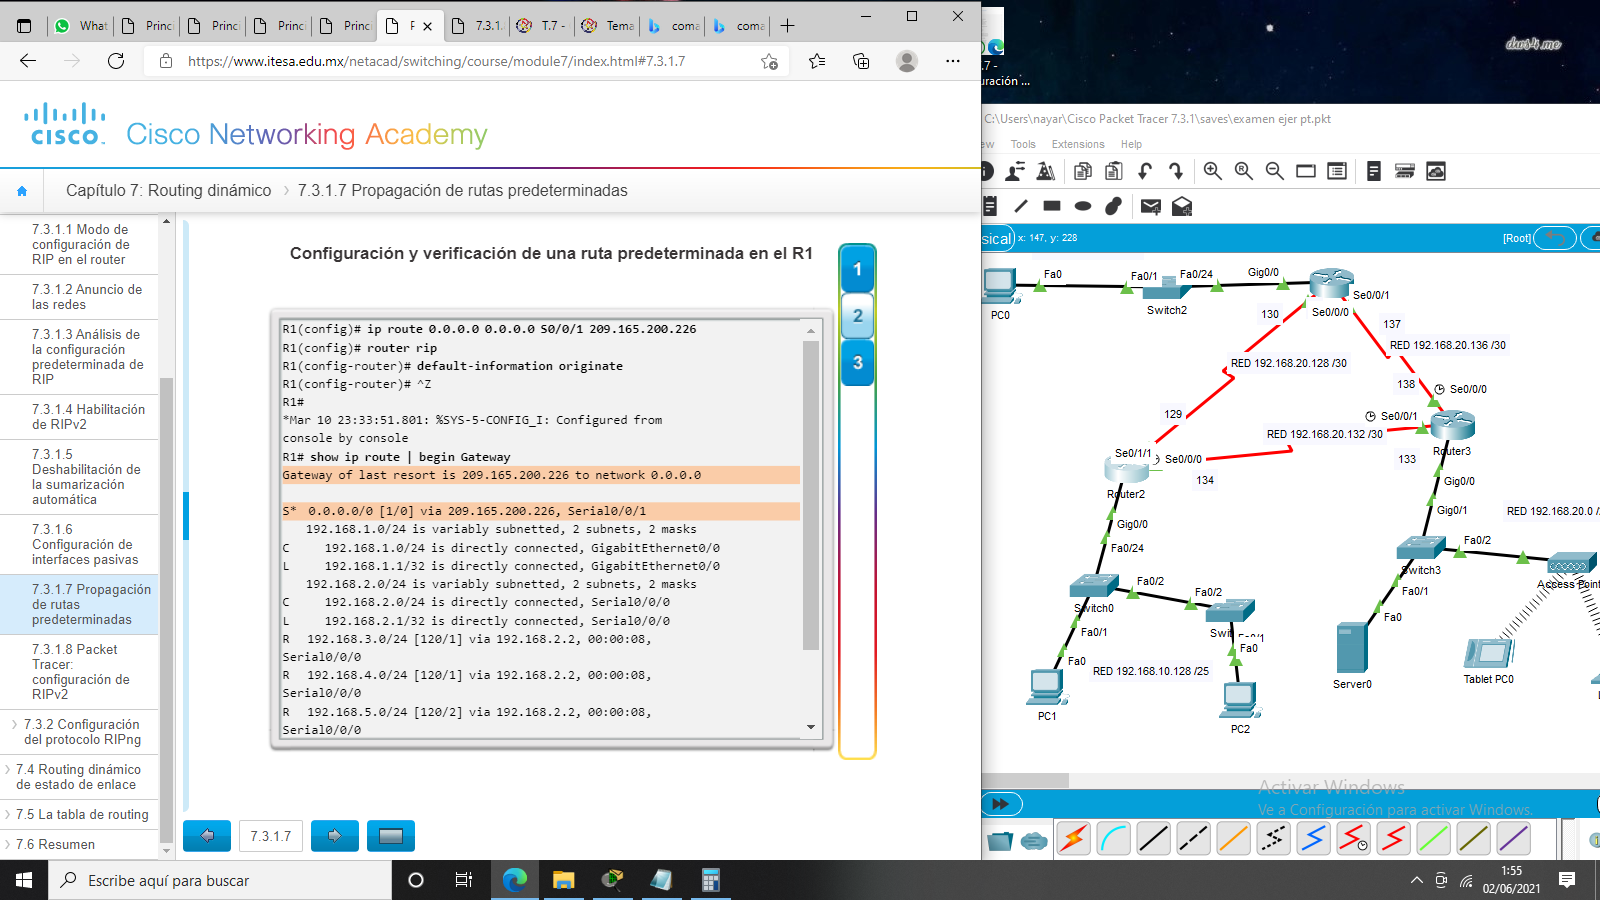 What
Princ
Princ
Princ
Princ
F
7.3.1.
T.7 -
Tema
coma
coma
https://www.itesa.edu.mx/netacad/switching/course/module7/index.html#7.3.1.7
cisco.
Cisco Networking Academy
Capítulo 7: Routing dinámico
7.3.1.7 Propagación de rutas predeterminadas
7.3.1.1 Modo de
configuración de
RIP en el router
7.3.1.2 Anuncio de
las redes
7.3.1.3 Análisis de
la configuración
predeterminada de
RIP
7.3.1.4 Habilitación
de RIPv2
7.3.1.5
Deshabilitación de
la sumarización
automática
7.3.1.6
Configuración de
interfaces pasivas
7.3.1.7 Propagación
de rutas
predeterminadas
7.3.1.8 Packet
Tracer:
configuración de
RIPv2
7.3.2 Configuración
del protocolo RIPng
7.4 Routing dinámico
de estado de enlace
7.5 La tabla de routing
7.6 Resumen
Configuración y verificación de una ruta predeterminada en el R1
1
2
3
R1(config)# ip route 0.0.0.0 0.0.0.0 S0/0/1 209.165.200.226
R1(config)# router rip
R1(config-router)# default-information originate
R1(config-router)# ^Z
R1#
*Mar 10 23:33:51.801: %SYS-5-CONFIG_I: Configured from
console by console
R1# show ip route | begin Gateway
Gateway of last resort is 209.165.200.226 to network 0.0.0.0
S* 0.0.0.0/0 [1/0] via 209.165.200.226, Serial0/0/1
192.168.1.0/24 is variably subnetted, 2 subnets, 2 masks
C 192.168.1.0/24 is directly connected, GigabitEthernet0/0
L 192.168.1.1/32 is directly connected, GigabitEthernet0/0
192.168.2.0/24 is variably subnetted, 2 subnets, 2 masks
C 192.168.2.0/24 is directly connected, Serial0/0/0
L 192.168.2.1/32 is directly connected, Serial0/0/0
R 192.168.3.0/24 [120/1] via 192.168.2.2, 00:00:08,
Serial0/0/0
R 192.168.4.0/24 [120/1] via 192.168.2.2, 00:00:08,
Serial0/0/0
R 192.168.5.0/24 [120/2] via 192.168.2.2, 00:00:08,
Serial0/0/0
7.3.1.7
dws4.me
.7 -
uración ...
C:\Users\nayar\Cisco Packet Tracer 7.3.1\saves\examen ejer pt.pkt
ew Tools Extensions Help
sical x: 147, y: 228
[Root]
Fa0
PC0
Fa0/1
Fa0/24
Switch2
Gig0/0
Se0/0/1
Se0/0/0
130
137
RED 192.168.20.136 /30
RED 192.168.20.128 /30
138
Se0/0/0
129
Se0/0/1
RED 192.168.20.132 /30
Router3
133
Se0/1/1
Se0/0/0
134
Router2
Gig0/0
Gig0/0
Gig0/1
RED 192.168.20.0 /
Fa0/24
Fa0/2
Switch3
Access Point
Fa0/2
Fa0/2
Switch0
Fa0/1
Swit
Fa0/1
Fa0/1
Fa0
Fa0
Fa0
RED 192.168.10.128 /25
Server0
Tablet PC0
PC1
PC2
Activar Windows
Ve a Configuración para activar Windows.
Escribe aquí para buscar
1:55
02/06/2021